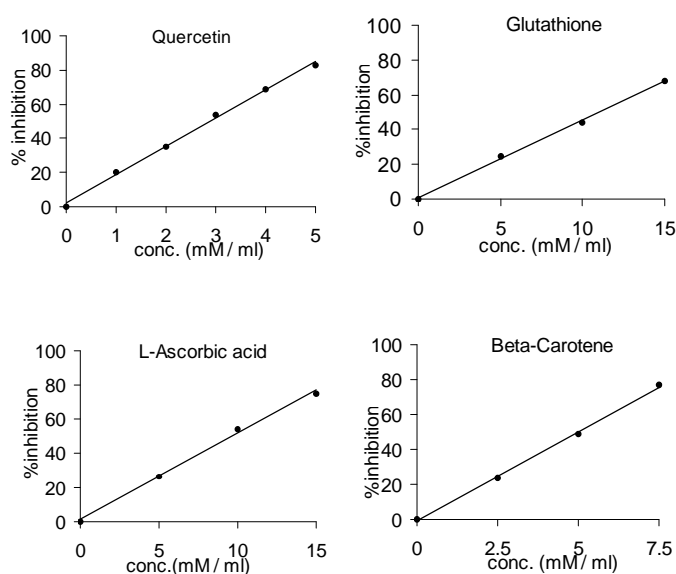 Quercetin
100
80
60
40
20
0
% inhibition
0 1 2 3 4 5
conc. (mM / ml)
Glutathione
100
80
60
40
20
0
% inhibition
0 5 10 15
conc. (mM / ml)
L-Ascorbic acid
100
80
60
40
20
0
%inhibition
0 5 10 15
conc.(mM / ml)
Beta-Carotene
100
80
60
40
20
0
%inhibition
0 2.5 5 7.5
conc. (mM / ml)